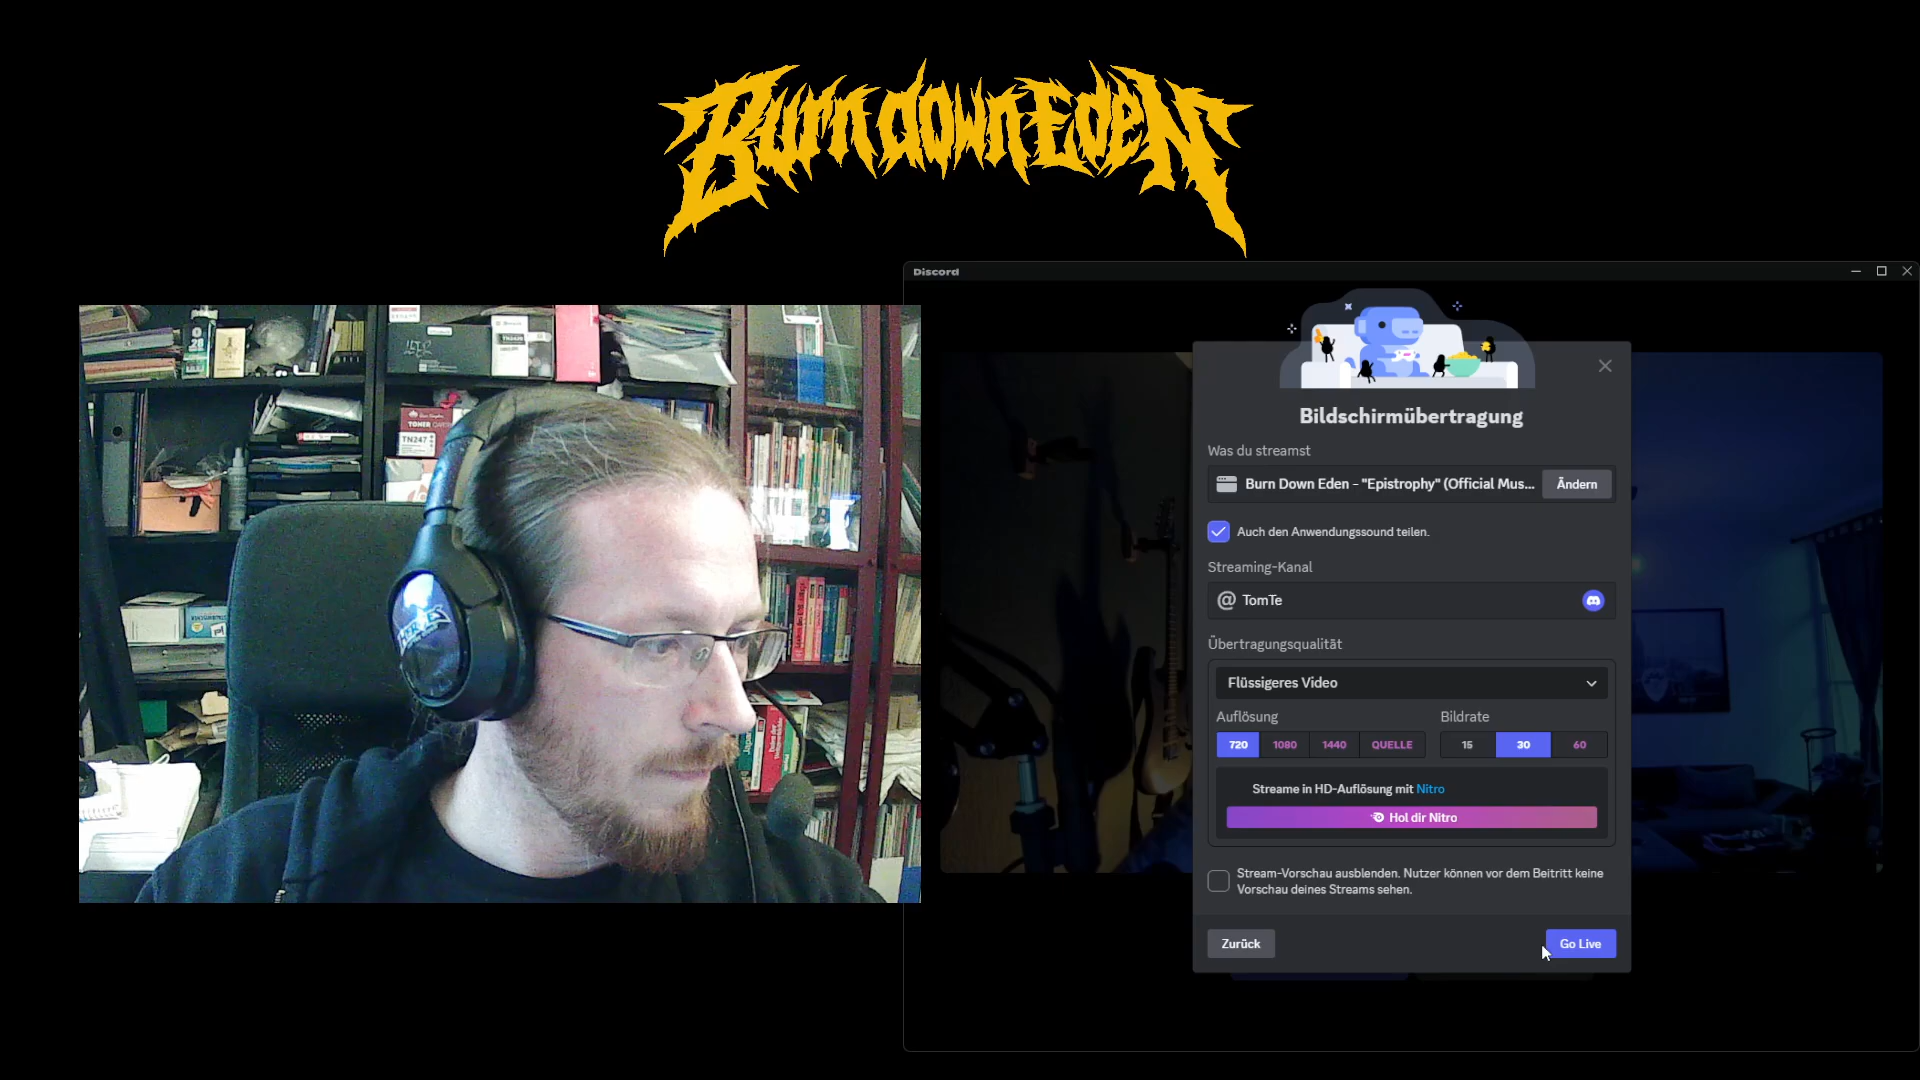 Burn down Eden
Discord
TONER
TN247
28
Bildschirmübertragung
Was du streamst
Burn Down Eden - "Epistrophy" (Official Mus...
Ändern
Auch den Anwendungssound teilen.
Streaming-Kanal
@ TomTe
Übertragungsqualität
Flüssigeres Video
Auflösung
Bildrate
720 1080 1440 QUELLE
15 30 60
Streame in HD-Auflösung mit Nitro
Hol dir Nitro
Stream-Vorschau ausblenden. Nutzer können vor dem Beitritt keine
Vorschau deines Streams sehen.
Zurück
Go Live